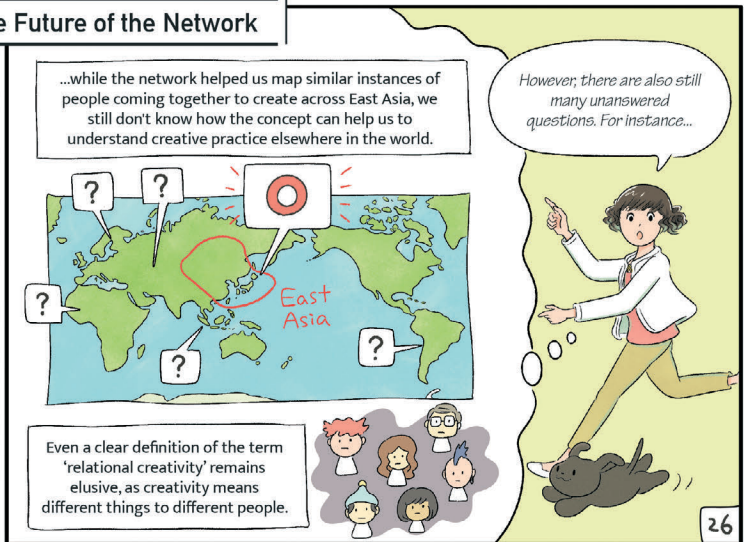 e Future of the Network
However, there are also still
many unanswered
questions. For instance...
...while the network helped us map similar instances of
people coming together to create across East Asia, we
still don't know how the concept can help us to
understand creative practice elsewhere in the world.
?
?
?
?
?
East
Asia
Even a clear definition of the term
'relational creativity' remains
elusive, as creativity means
different things to different people.
26